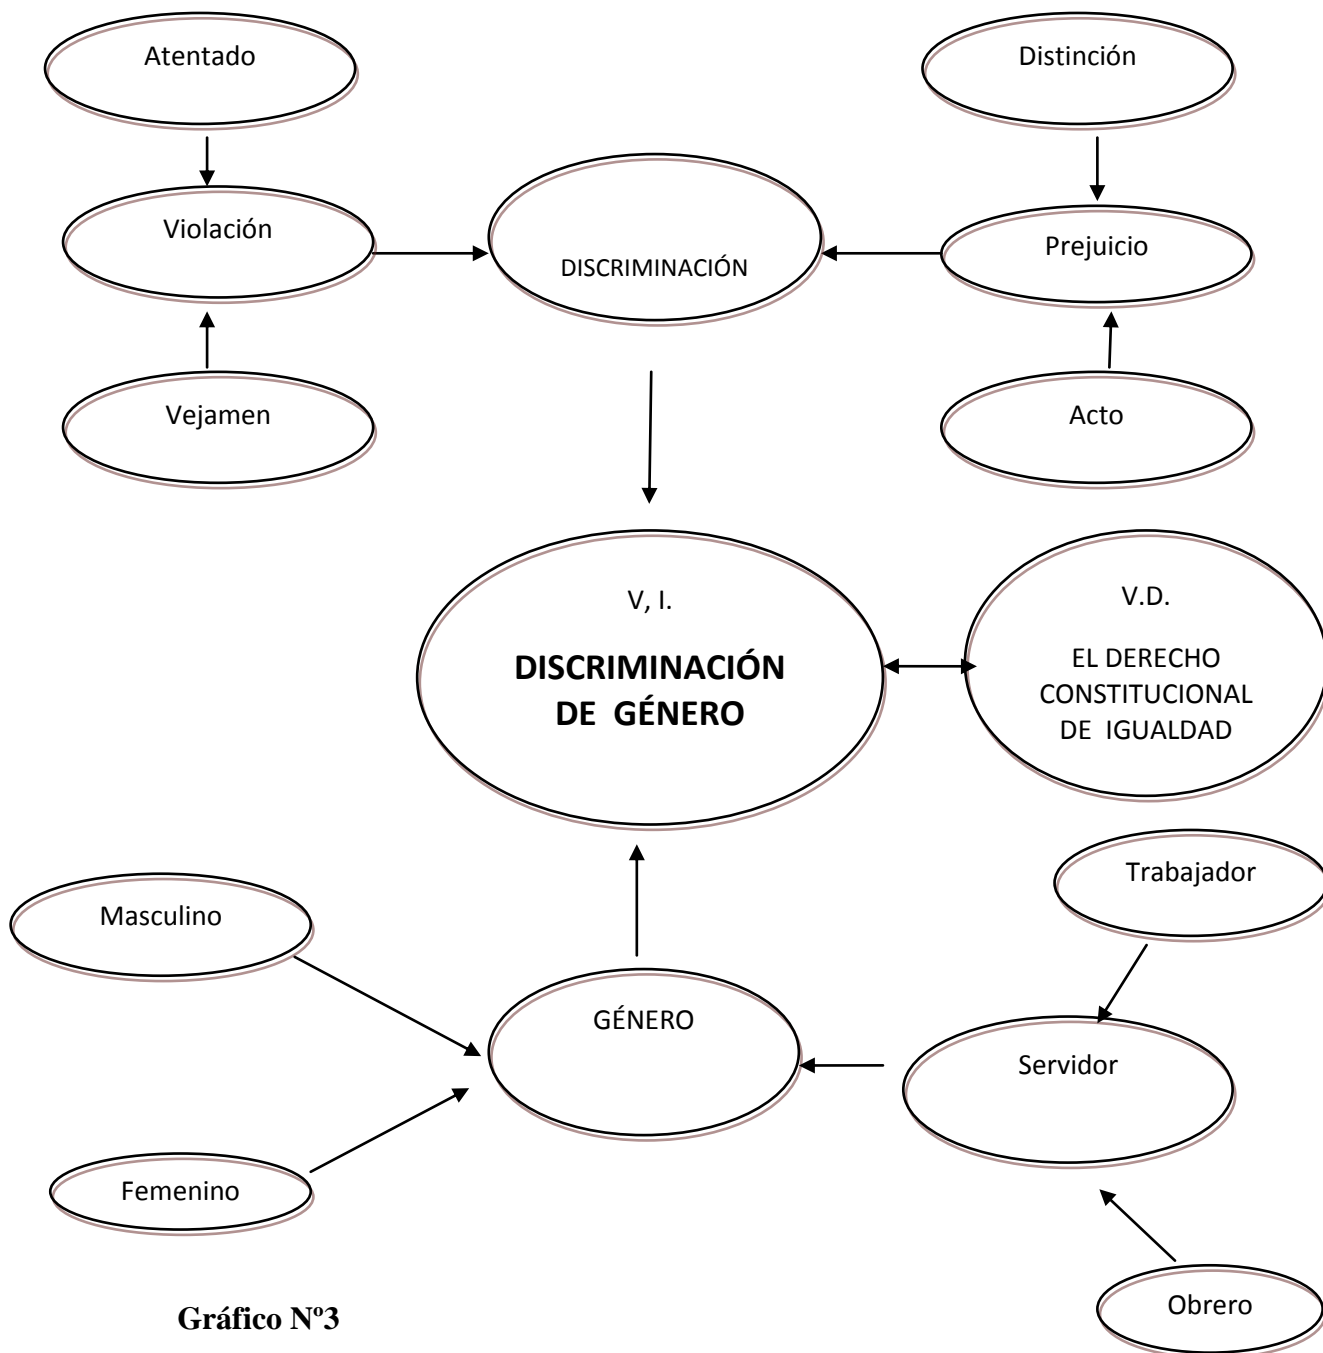 Atentado
Distinción
Violación
DISCRIMINACIÓN
Prejuicio
Vejamen
Acto
V, I.
DISCRIMINACIÓN
DE GÉNERO
V.D.
EL DERECHO
CONSTITUCIONAL
DE IGUALDAD
Trabajador
Masculino
GÉNERO
Servidor
Femenino
Obrero
Gráfico Nº3